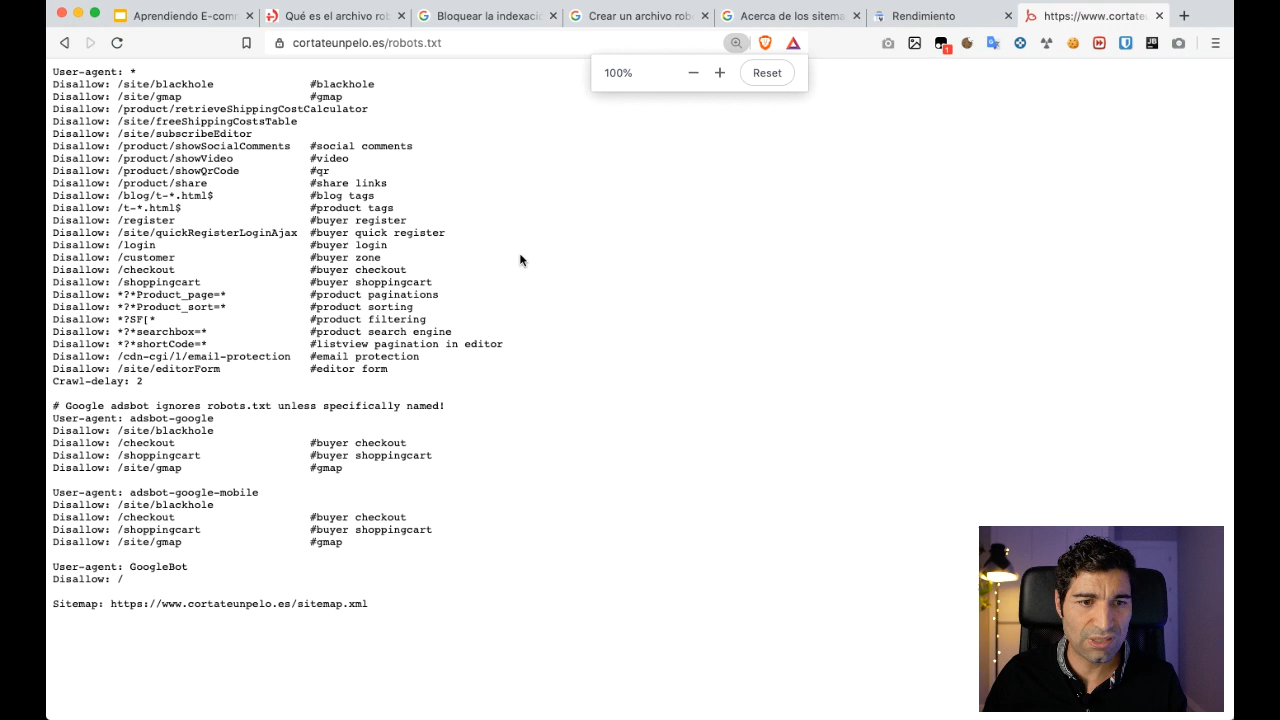 Aprendiendo E-com
Qué es el archivo rob
Bloquear la indexació
Crear un archivo robo
Acerca de los sitema
Rendimiento
https://www.cortateu
cortateunpelo.es/robots.txt
1
JB
100%
Reset
User-agent: *
Disallow: /site/blackhole #blackhole
Disallow: /site/gmap #gmap
Disallow: /product/retrieveShippingCostCalculator
Disallow: /site/freeShippingCostsTable
Disallow: /site/subscribeEditor
Disallow: /product/showSocialComments #social comments
Disallow: /product/showVideo #video
Disallow: /product/showQrCode #qr
Disallow: /product/share #share links
Disallow: /blog/t-*.html$ #blog tags
Disallow: /t-*.html$ #product tags
Disallow: /register #buyer register
Disallow: /site/quickRegisterLoginAjax #buyer quick register
Disallow: /login #buyer login
Disallow: /customer #buyer zone
Disallow: /checkout #buyer checkout
Disallow: /shoppingcart #buyer shoppingcart
Disallow: *?*Product_page=* #product paginations
Disallow: *?*Product_sort=* #product sorting
Disallow: *?SF[* #product filtering
Disallow: *?*searchbox=* #product search engine
Disallow: *?*shortCode=* #listview pagination in editor
Disallow: /cdn-cgi/l/email-protection #email protection
Disallow: /site/editorForm #editor form
Crawl-delay: 2
# Google adsbot ignores robots.txt unless specifically named!
User-agent: adsbot-google
Disallow: /site/blackhole
Disallow: /checkout #buyer checkout
Disallow: /shoppingcart #buyer shoppingcart
Disallow: /site/gmap #gmap
User-agent: adsbot-google-mobile
Disallow: /site/blackhole
Disallow: /checkout #buyer checkout
Disallow: /shoppingcart #buyer shoppingcart
Disallow: /site/gmap #gmap
User-agent: GoogleBot
Disallow: /
Sitemap: https://www.cortateunpelo.es/sitemap.xml